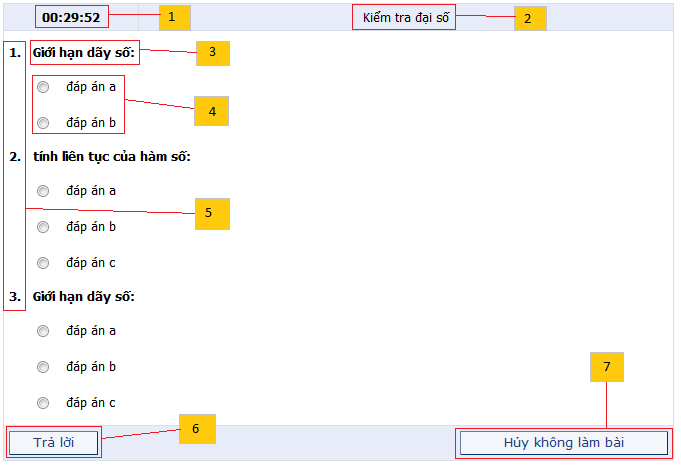 00:29:52 1 Kiểm tra đại số 2
1. Giới hạn dãy số: 3
đáp án a
4
đáp án b
2. tính liên tục của hàm số:
đáp án a
5
đáp án b
đáp án c
3. Giới hạn dãy số:
đáp án a
đáp án b
7
đáp án c
Trả lời 6 Hủy không làm bài